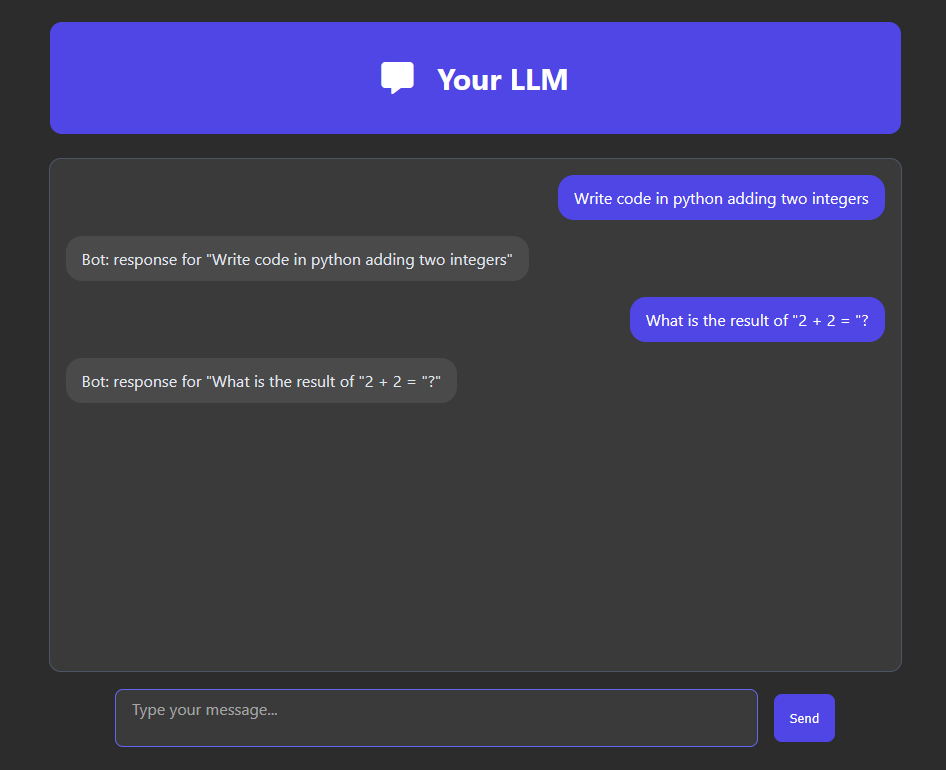 Your LLM
Write code in python adding two integers
Bot: response for "Write code in python adding two integers"
What is the result of "2 + 2 = "?
Bot: response for "What is the result of "2 + 2 = "?"
Type your message...
Send